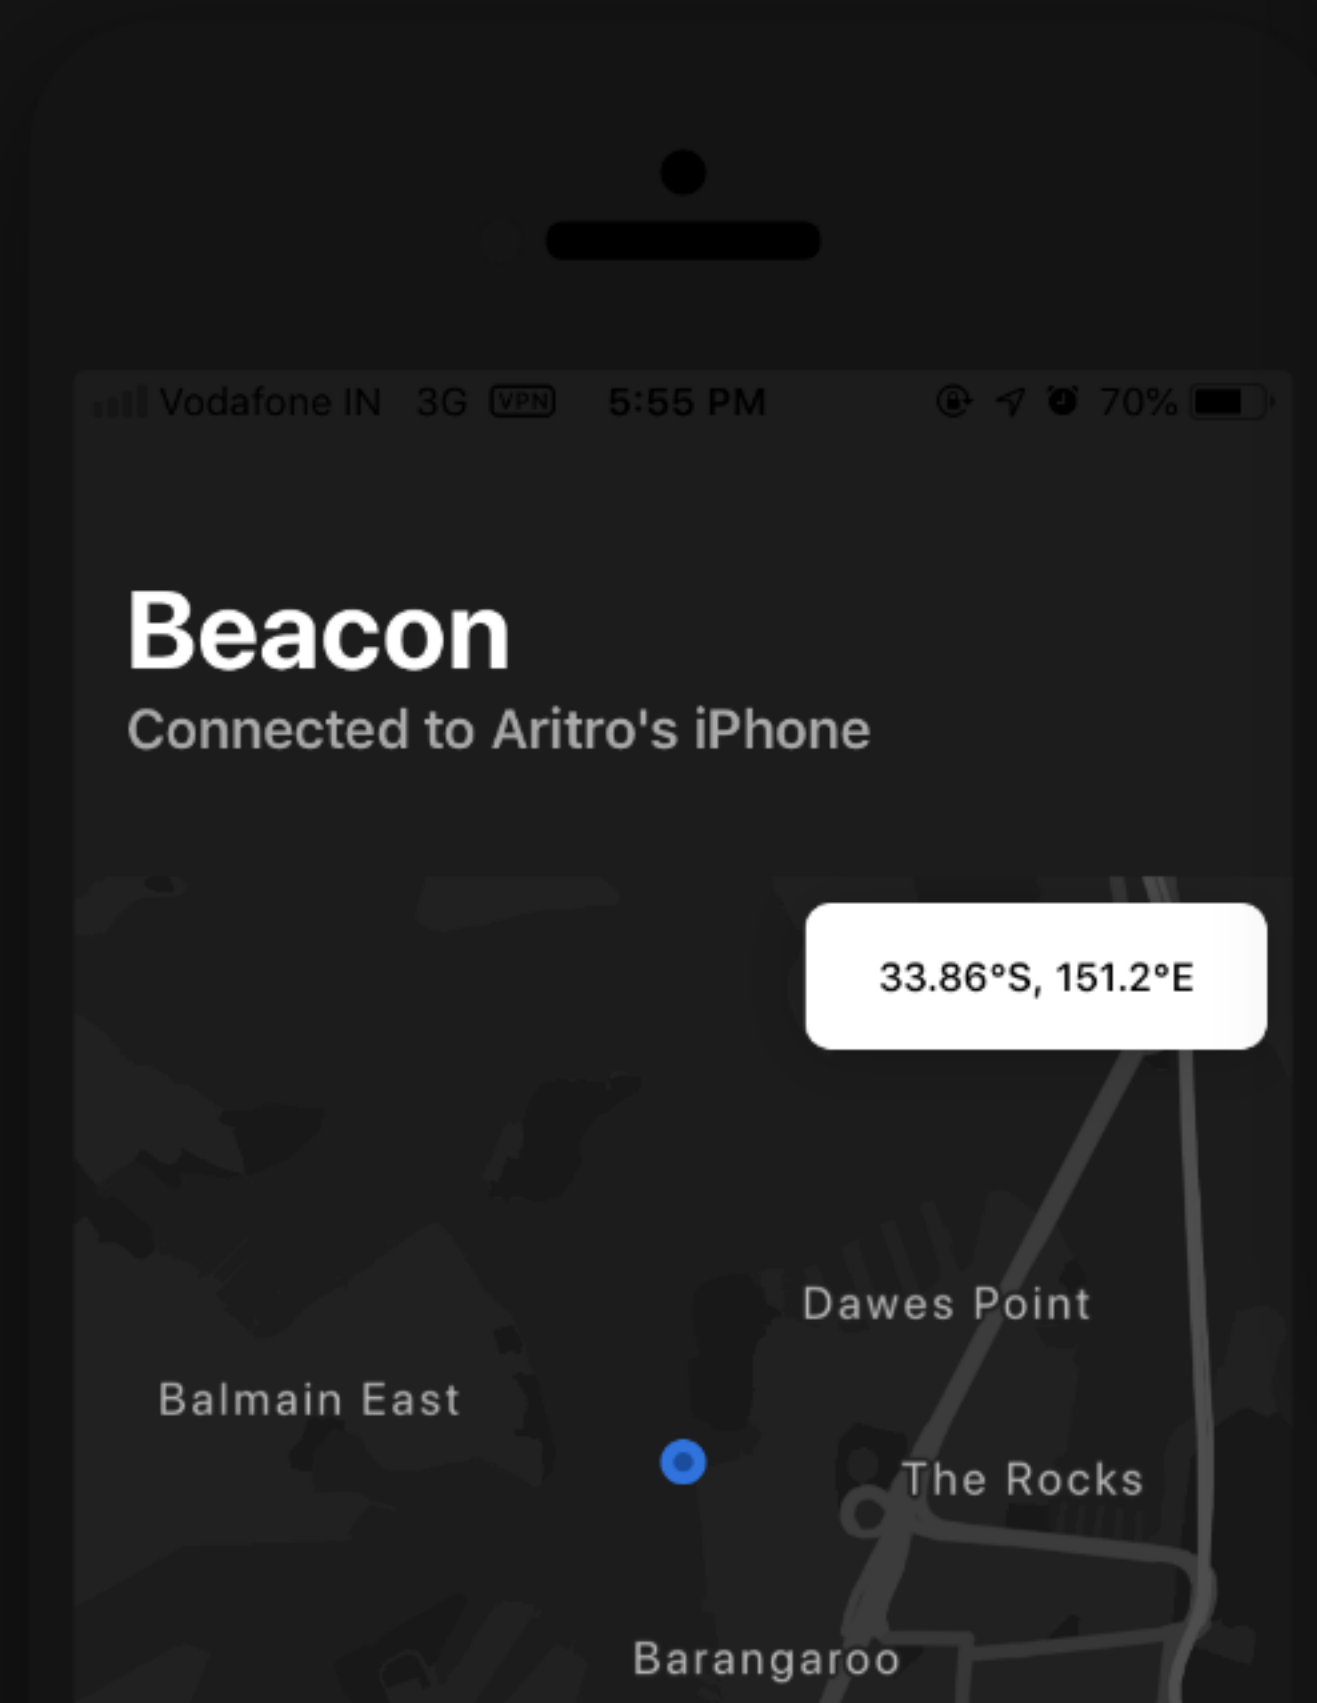 Vodafone IN 3G VPN 5:55 PM 70%
Beacon
Connected to Aritro's iPhone
33.86°S, 151.2°E
Dawes Point
Balmain East
The Rocks
Barangaroo